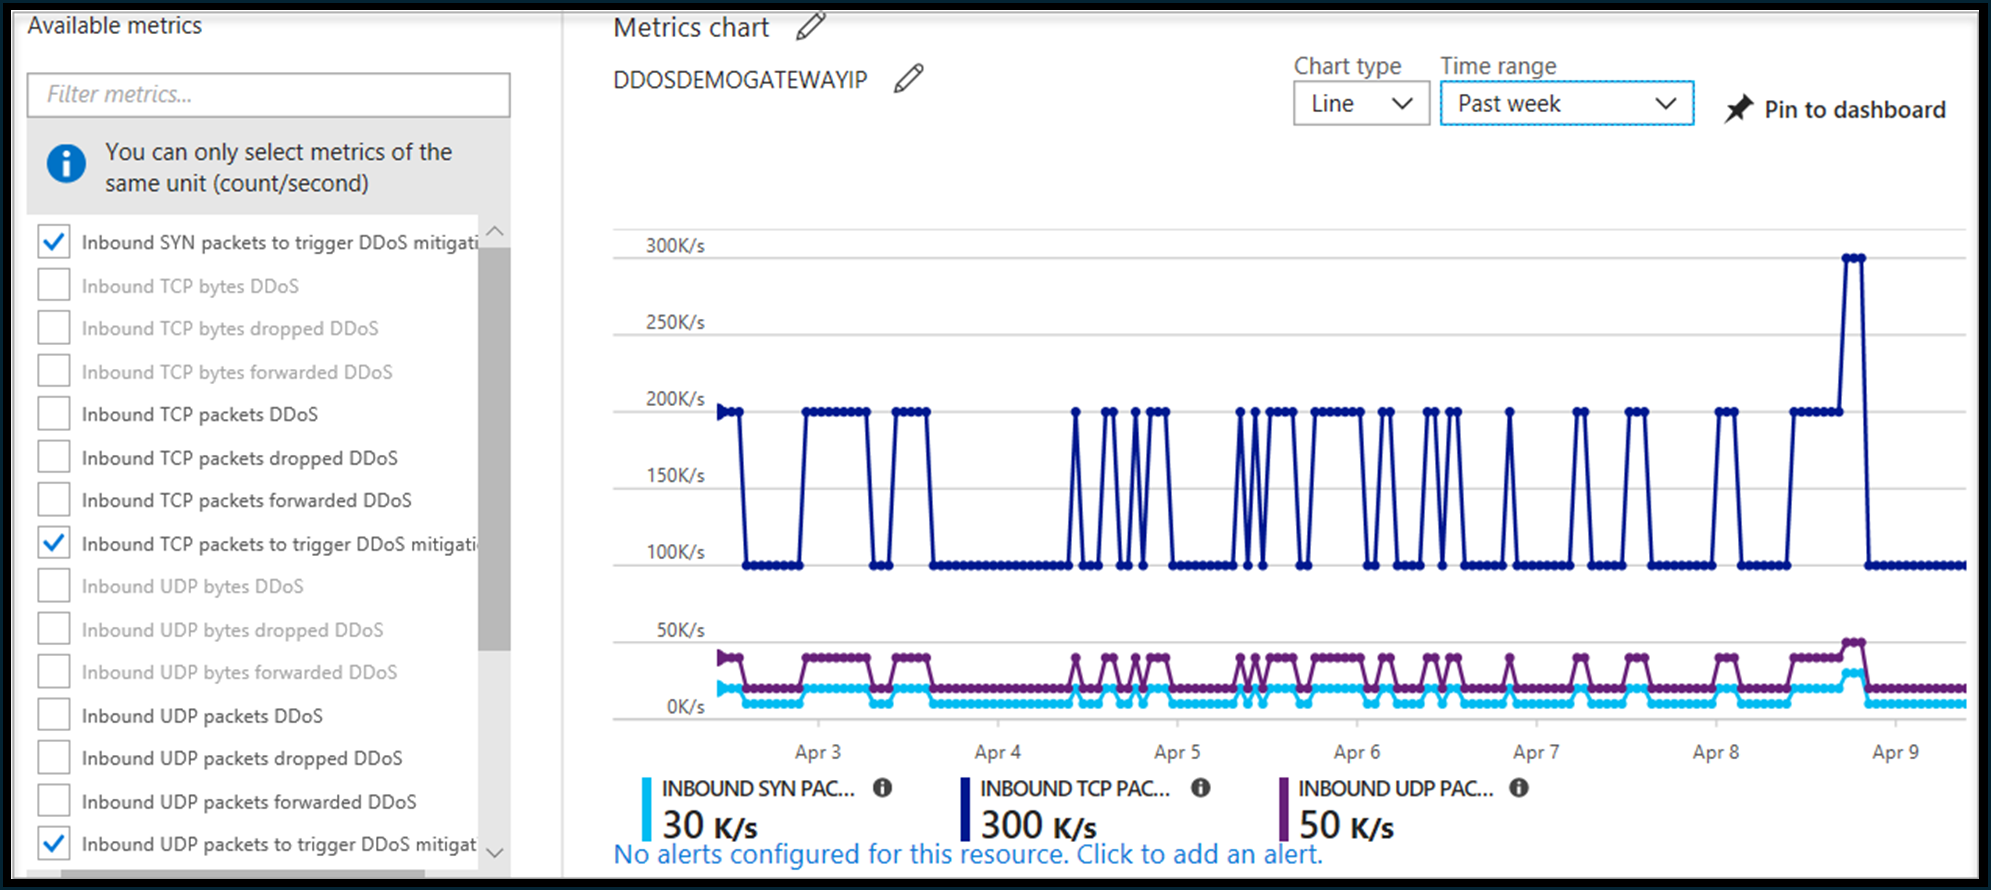 Available metrics
Filter metrics...
You can only select metrics of the
same unit (count/second)
Inbound SYN packets to trigger DDoS mitigati
Inbound TCP bytes DDoS
Inbound TCP bytes dropped DDoS
Inbound TCP bytes forwarded DDoS
Inbound TCP packets DDoS
Inbound TCP packets dropped DDoS
Inbound TCP packets forwarded DDoS
Inbound TCP packets to trigger DDoS mitigati
Inbound UDP bytes DDoS
Inbound UDP bytes dropped DDoS
Inbound UDP bytes forwarded DDoS
Inbound UDP packets DDoS
Inbound UDP packets dropped DDoS
Inbound UDP packets forwarded DDoS
Inbound UDP packets to trigger DDoS mitigat
Metrics chart
DDOSDEMOGATEWAYIP
Chart type
Line
Time range
Past week
Pin to dashboard
300K/s
250K/s
200K/s
150K/s
100K/s
50K/s
0K/s
Apr 3 Apr 4 Apr 5 Apr 6 Apr 7 Apr 8 Apr 9
INBOUND SYN PAC...
30 K/s
INBOUND TCP PAC...
300 K/s
INBOUND UDP PAC...
50 K/s
No alerts configured for this resource. Click to add an alert.